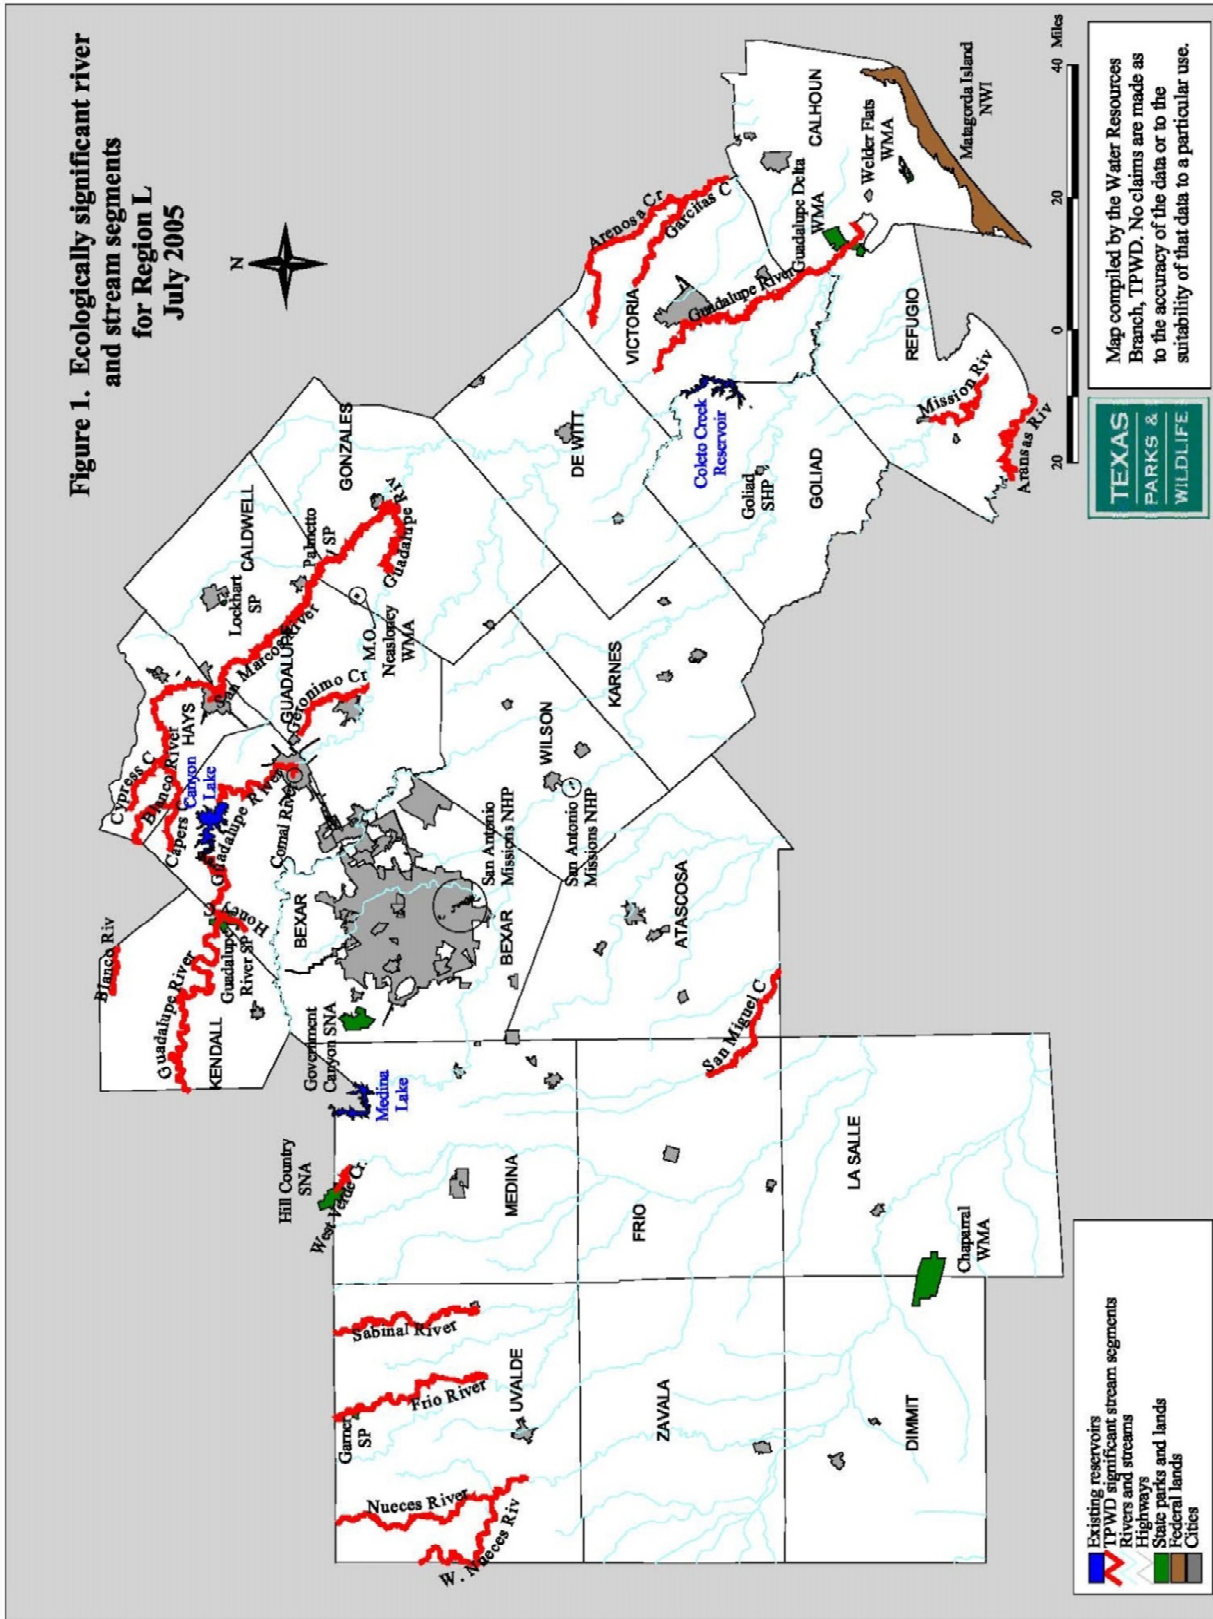 Figure 1. Ecologically significant river
and stream segments
for Region L
July 2005
N
Blanco Riv
Guadalupe River
KENDALL
Guadalupe
River SP
Honey C
Cypress C
Blanco River
Capers C
HAYS
Canyon
Lake
Guadalupe River
Comal River
San Marcos River
GUADALUPE
Geronimo Cr
Lockhart
SP
CALDWELL
Palmetto
SP
M.O.
Neasloney
WMA
Guadalupe Riv
GONZALES
BEXAR
Government
Canyon SNA
BEXAR
San Antonio
Missions NHP
Hill Country
SNA
West Verde Cr.
Medina
Lake
MEDINA
Sabinal River
Garner
SP
Frio River
UVALDE
Nueces River
W. Nueces Riv
WILSON
San Antonio
Missions NHP
KARNES
ATASCOSA
San Miguel C
FRIO
ZAVALA
LA SALLE
Chaparral
WMA
DIMMIT
DE WITT
VICTORIA
Arenosa Cr
Garcitas C
Guadalupe River
Guadalupe Delta
WMA
CALHOUN
Welder Flats
WMA
Matagorda Island
NWI
Coleto Creek
Reservoir
Goliad
SHP
GOLIAD
REFUGIO
Mission Riv
Aransas Riv
20 0 20 40 Miles
Existing reservoirs
TPWD significant stream segments
Rivers and streams
Highways
State parks and lands
Federal lands
Cities
TEXAS
PARKS &
WILDLIFE
Map compiled by the Water Resources
Branch, TPWD. No claims are made as
to the accuracy of the data or to the
suitability of that data to a particular use.